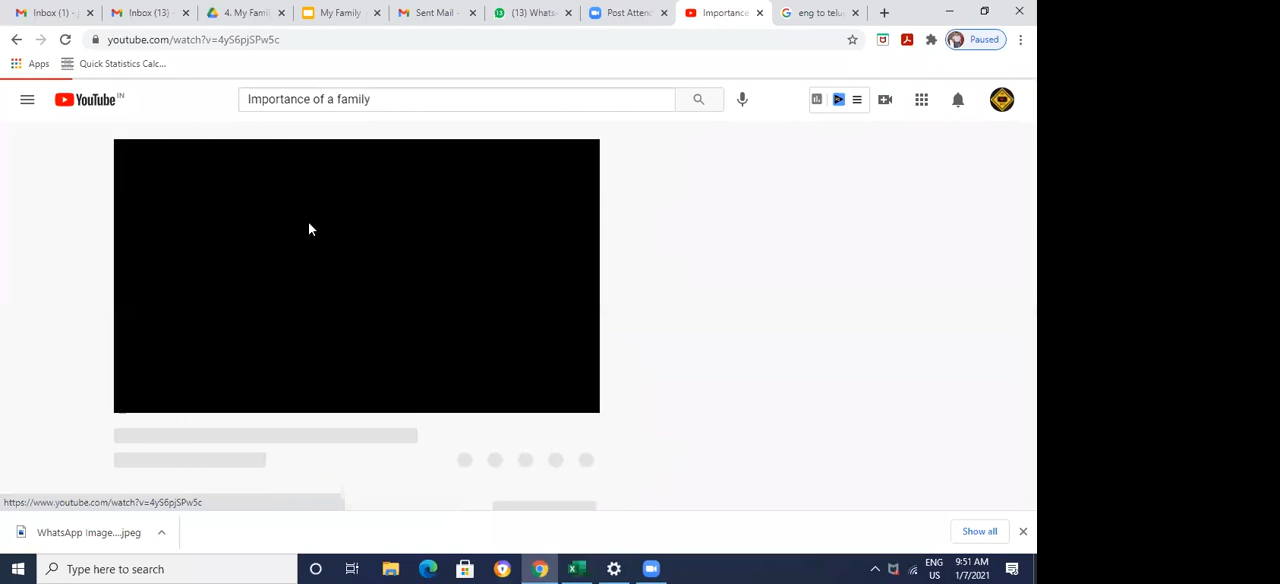 Inbox (1) - j
Inbox (13) -
4. My Famil
My Family
Sent Mail -
(13) Whats
Post Attend
Importance
eng to telu
youtube.com/watch?v=4yS6pjSPw5c
Paused
Apps
Quick Statistics Calc...
YouTube IN
Importance of a family
https://www.youtube.com/watch?v=4yS6pjSPw5c
WhatsApp Image....jpeg
Show all
Type here to search
ENG
US
9:51 AM
1/7/2021